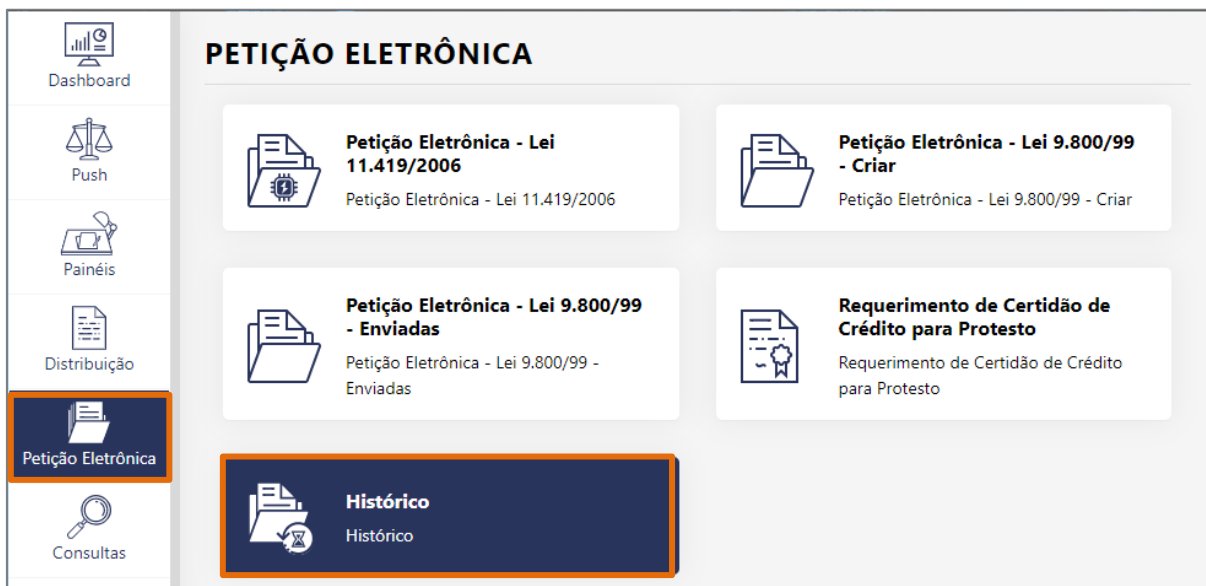 Dashboard
Push
Painéis
Distribuição
Petição Eletrônica
Consultas
PETIÇÃO ELETRÔNICA
Petição Eletrônica - Lei
11.419/2006
Petição Eletrônica - Lei 11.419/2006
Petição Eletrônica - Lei 9.800/99
- Criar
Petição Eletrônica - Lei 9.800/99 - Criar
Petição Eletrônica - Lei 9.800/99
- Enviadas
Petição Eletrônica - Lei 9.800/99 -
Enviadas
Requerimento de Certidão de
Crédito para Protesto
Requerimento de Certidão de Crédito
para Protesto
Histórico
Histórico